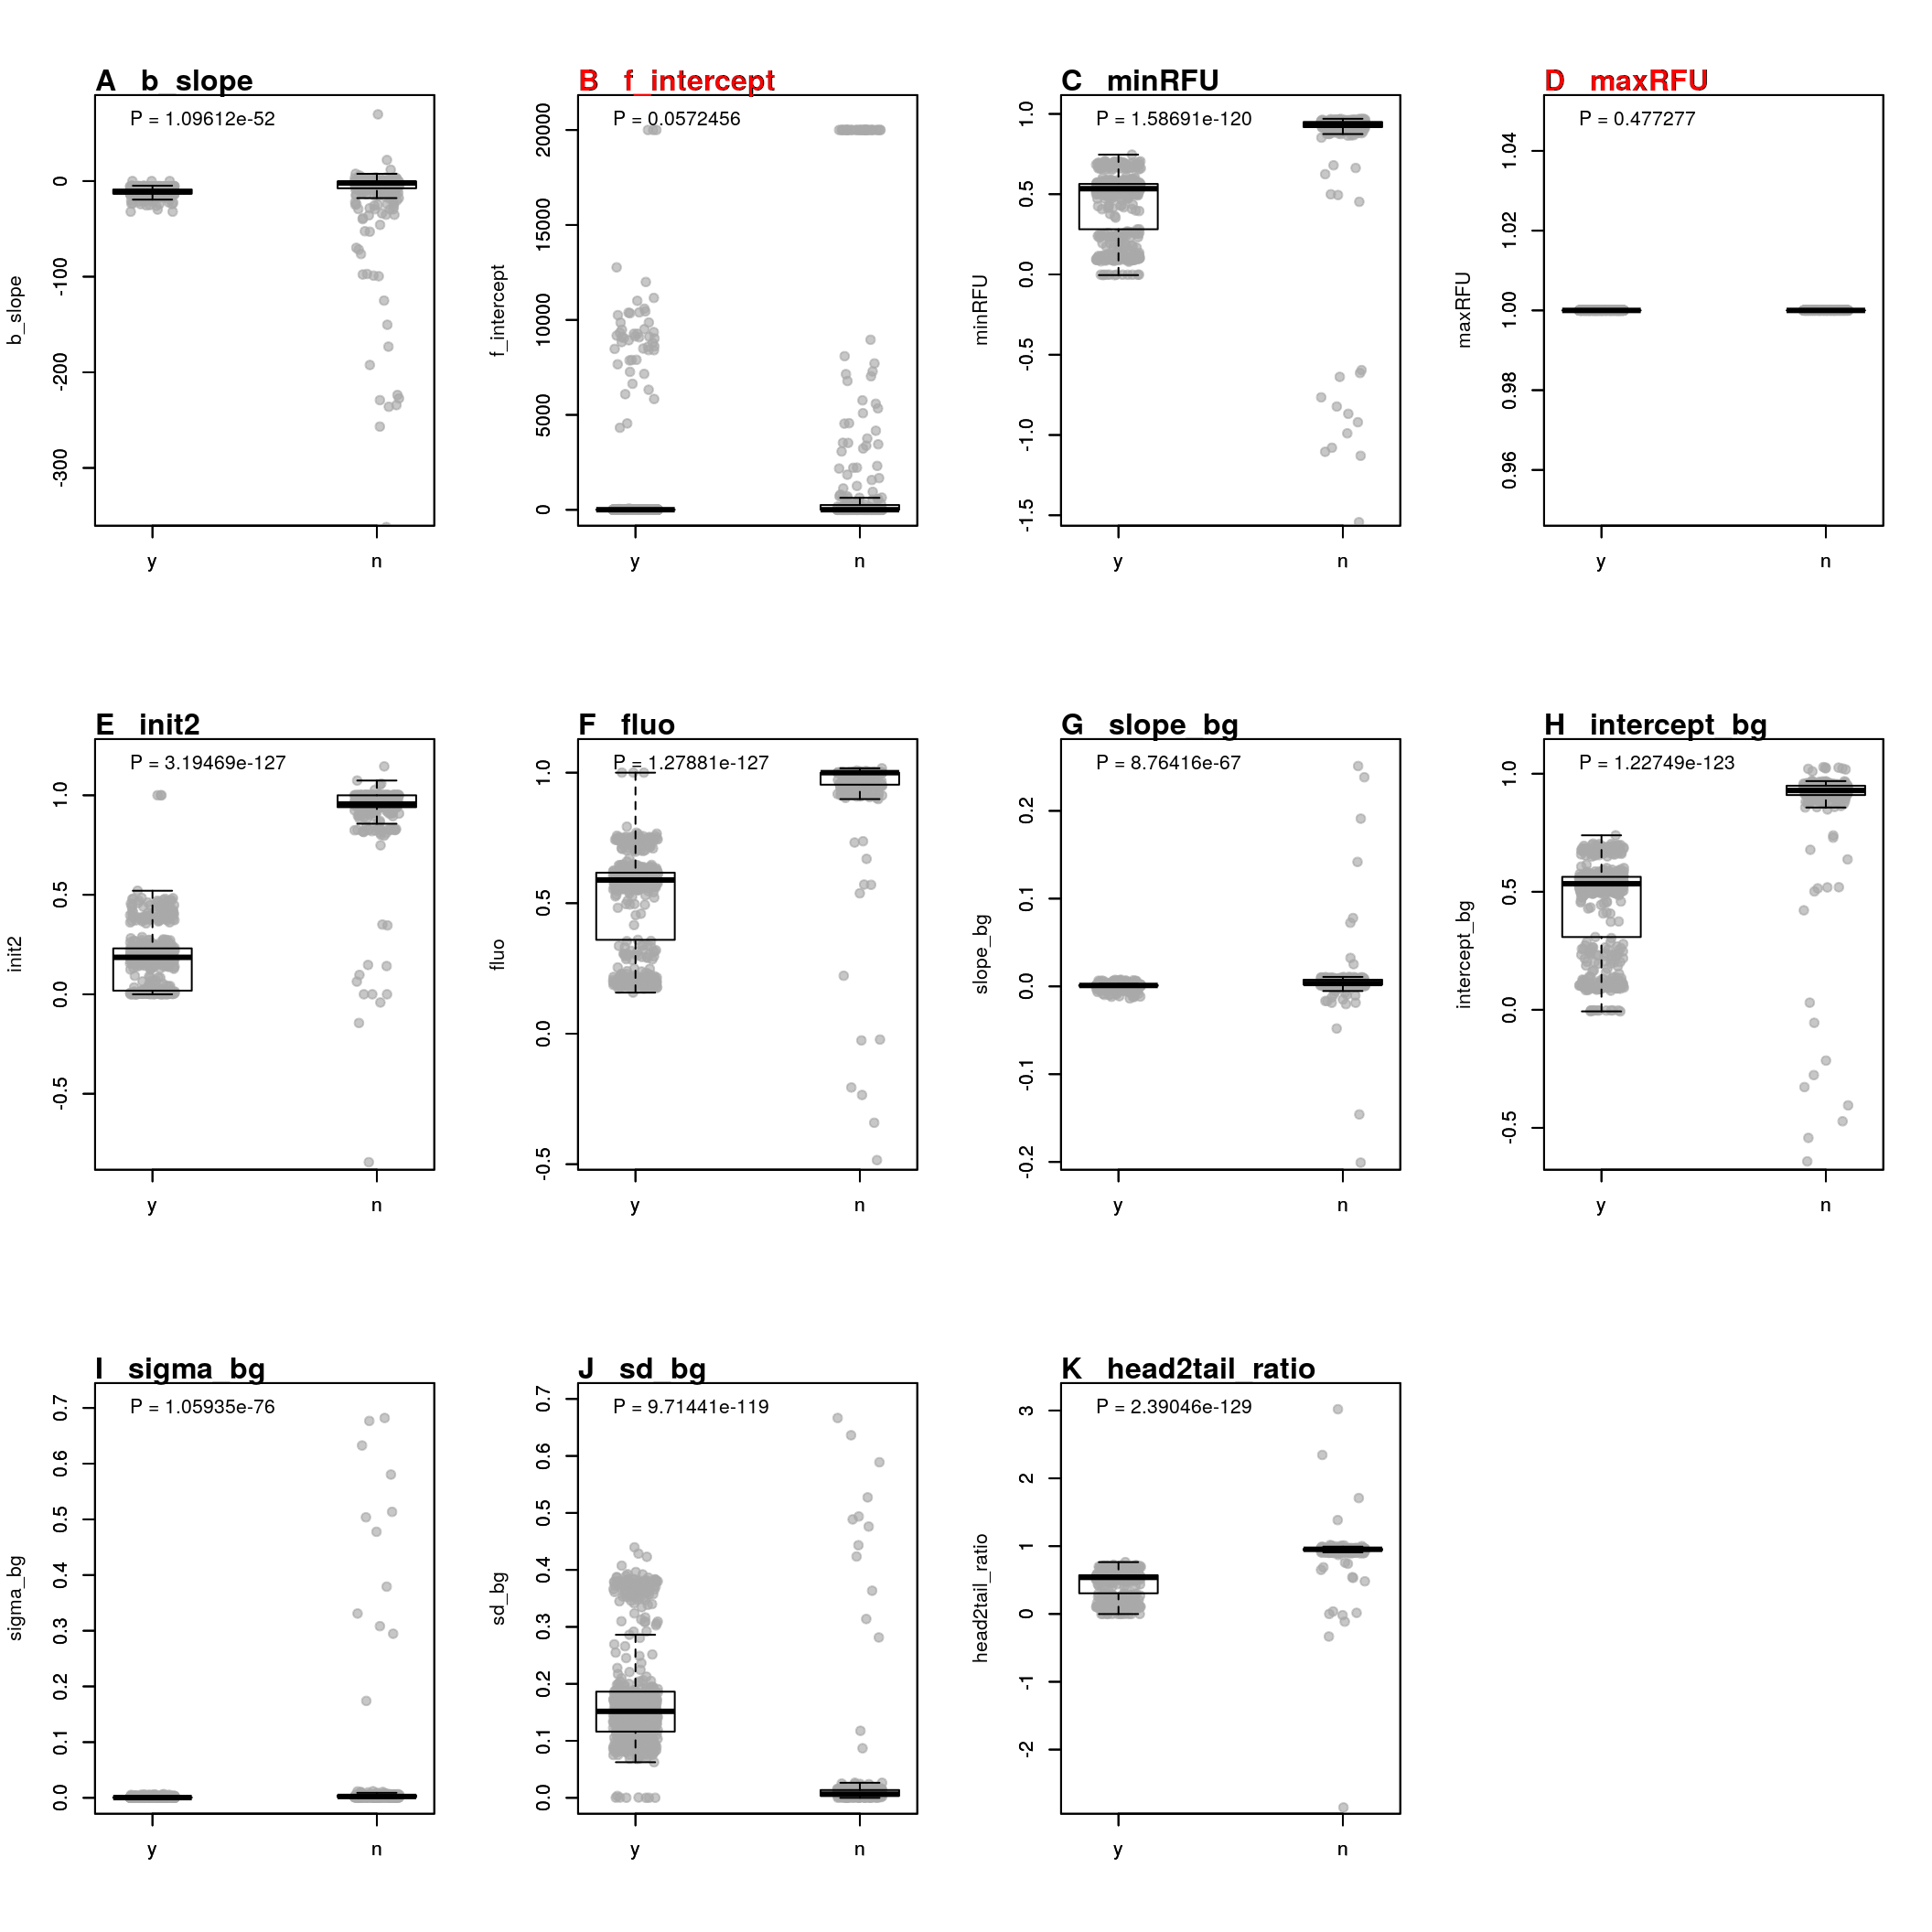 A b_slope
P = 1.09612e-52
b_slope
0
-100
-200
-300
y n
B f_intercept
P = 0.0572456
f_intercept
20000
15000
10000
5000
0
y n
C minRFU
P = 1.58691e-120
minRFU
1.0
0.5
0.0
-0.5
-1.0
-1.5
y n
D maxRFU
P = 0.477277
maxRFU
1.04
1.02
1.00
0.98
0.96
y n
E init2
P = 3.19469e-127
init2
1.0
0.5
0.0
-0.5
y n
F fluo
P = 1.27881e-127
fluo
1.0
0.5
0.0
-0.5
y n
G slope_bg
P = 8.76416e-67
slope_bg
0.2
0.1
0.0
-0.1
-0.2
y n
H intercept_bg
P = 1.22749e-123
intercept_bg
1.0
0.5
0.0
-0.5
y n
I sigma_bg
P = 1.05935e-76
sigma_bg
0.7
0.6
0.5
0.4
0.3
0.2
0.1
0.0
y n
J sd_bg
P = 9.71441e-119
sd_bg
0.7
0.6
0.5
0.4
0.3
0.2
0.1
0.0
y n
K head2tail_ratio
P = 2.39046e-129
head2tail_ratio
3
2
1
0
-1
-2
y n